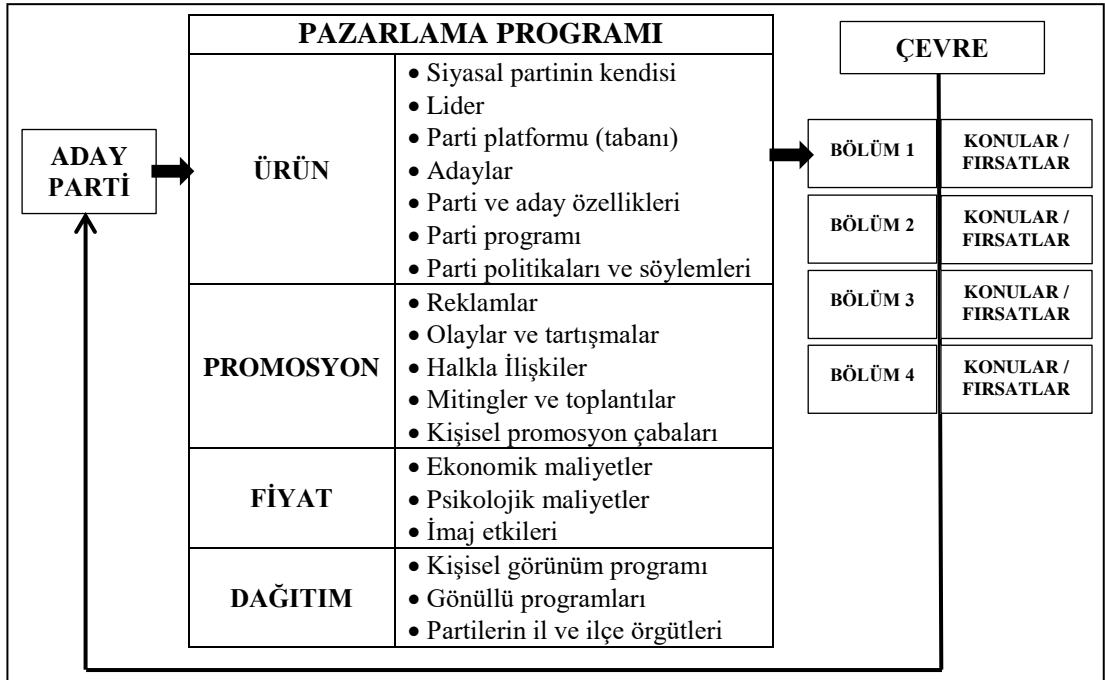 PAZARLAMA PROGRAMI
ÇEVRE
ADAY
PARTİ
ÜRÜN
• Siyasal partinin kendisi
• Lider
• Parti platformu (tabanı)
• Adaylar
• Parti ve aday özellikleri
• Parti programı
• Parti politikaları ve söylemleri
PROMOSYON
• Reklamlar
• Olaylar ve tartışmalar
• Halkla İlişkiler
• Mitingler ve toplantılar
• Kişisel promosyon çabaları
FİYAT
• Ekonomik maliyetler
• Psikolojik maliyetler
• İmaj etkileri
DAĞITIM
• Kişisel görünüm programı
• Gönüllü programları
• Partilerin il ve ilçe örgütleri
BÖLÜM 1
KONULAR /
FIRSATLAR
BÖLÜM 2
KONULAR /
FIRSATLAR
BÖLÜM 3
KONULAR /
FIRSATLAR
BÖLÜM 4
KONULAR /
FIRSATLAR